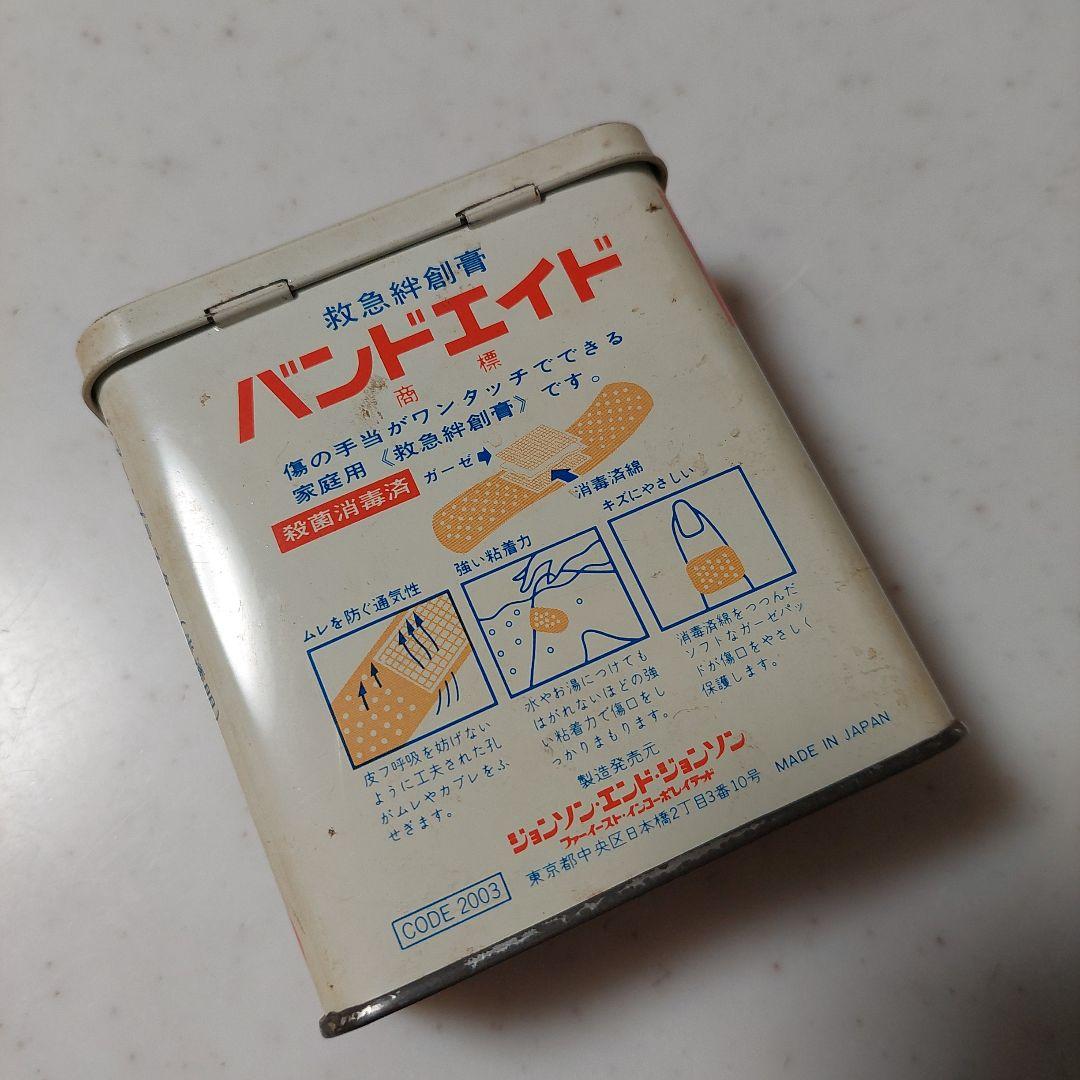 救急絆創膏
バンドエイド
商標
傷の手当がワンタッチでできる
家庭用《救急絆創膏》です。
殺菌消毒済
ガーゼ
消毒済綿
ムレを防ぐ通気性
皮フ呼吸を妨げない
ように工夫された孔
がムレやカブレをふ
せぎます。
強い粘着力
水やお湯につけても
はがれないほどの強
い粘着力で傷口をし
っかりまもります。
キズにやさしい
消毒済綿をつつんだ
ソフトなガーゼパッ
ドが傷口をやさしく
保護します。
製造発売元
ジョンソン・エンド・ジョンソン
ファーイースト・インコーポレイテッド
東京都中央区日本橋2丁目3番10号 MADE IN JAPAN
CODE 2003